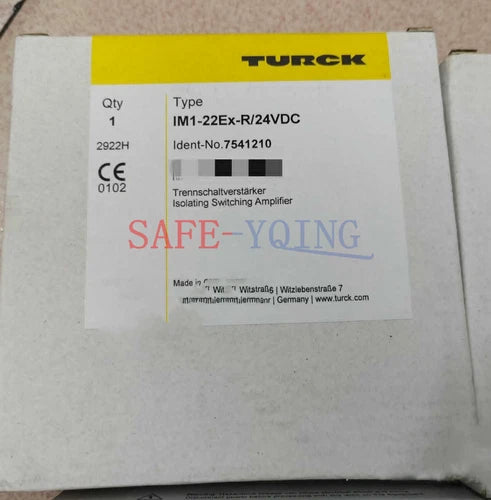 TURCK
Qty
1
2922H
CE
0102
Type
IM1-22Ex-R/24VDC
Ident-No.7541210
Trennschaltverstärker
Isolating Switching Amplifier
SAFE-YQING
Made in
Witzlebenstraße 7
| Germany | www.turck.com